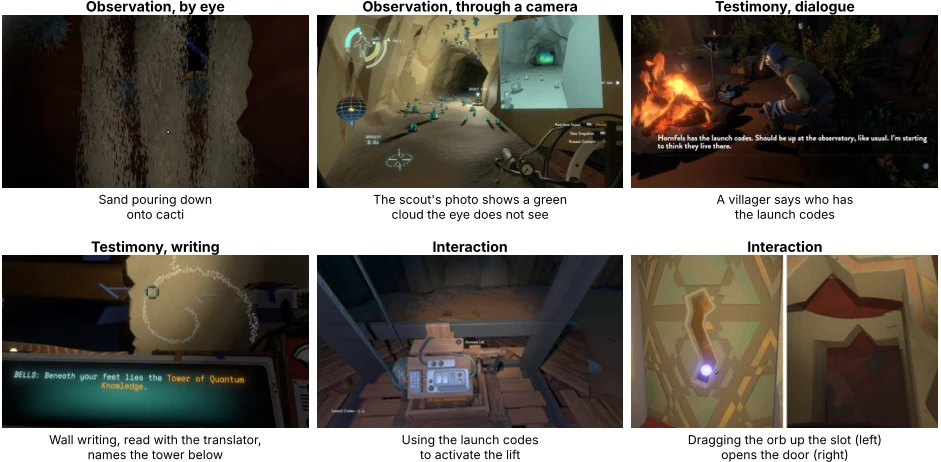 Observation, by eye
Observation, through a camera
Testimony, dialogue
Hornfels has the launch codes. Should be up at the observatory, like usual. I'm starting
to think they live there.
Sand pouring down
onto cacti
The scout's photo shows a green
cloud the eye does not see
A villager says who has
the launch codes
Testimony, writing
Interaction
Interaction
BELLS: Beneath your feet lies the Tower of Quantum
Knowledge.
Wall writing, read with the translator,
names the tower below
Using the launch codes
to activate the lift
Dragging the orb up the slot (left)
opens the door (right)